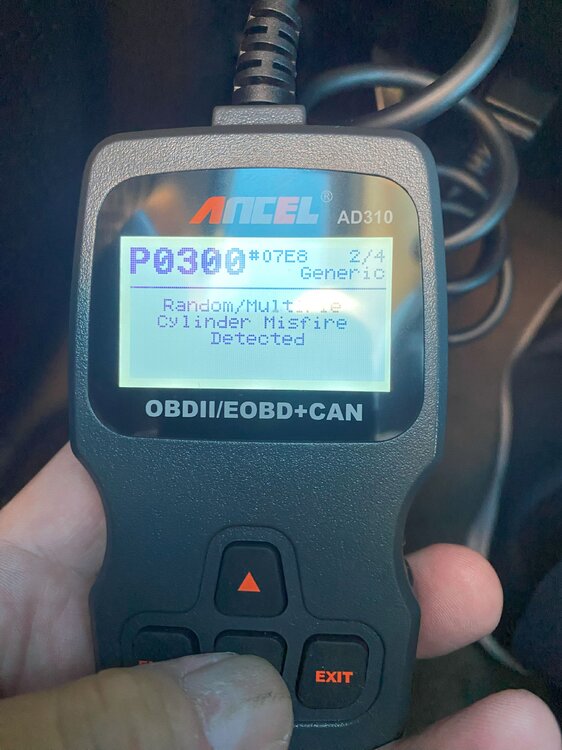 ANCEL® AD310
P0300 #07E8 2/4
Generic
Random/Multiple
Cylinder Misfire
Detected
OBDII/EOBD+CAN
EXIT